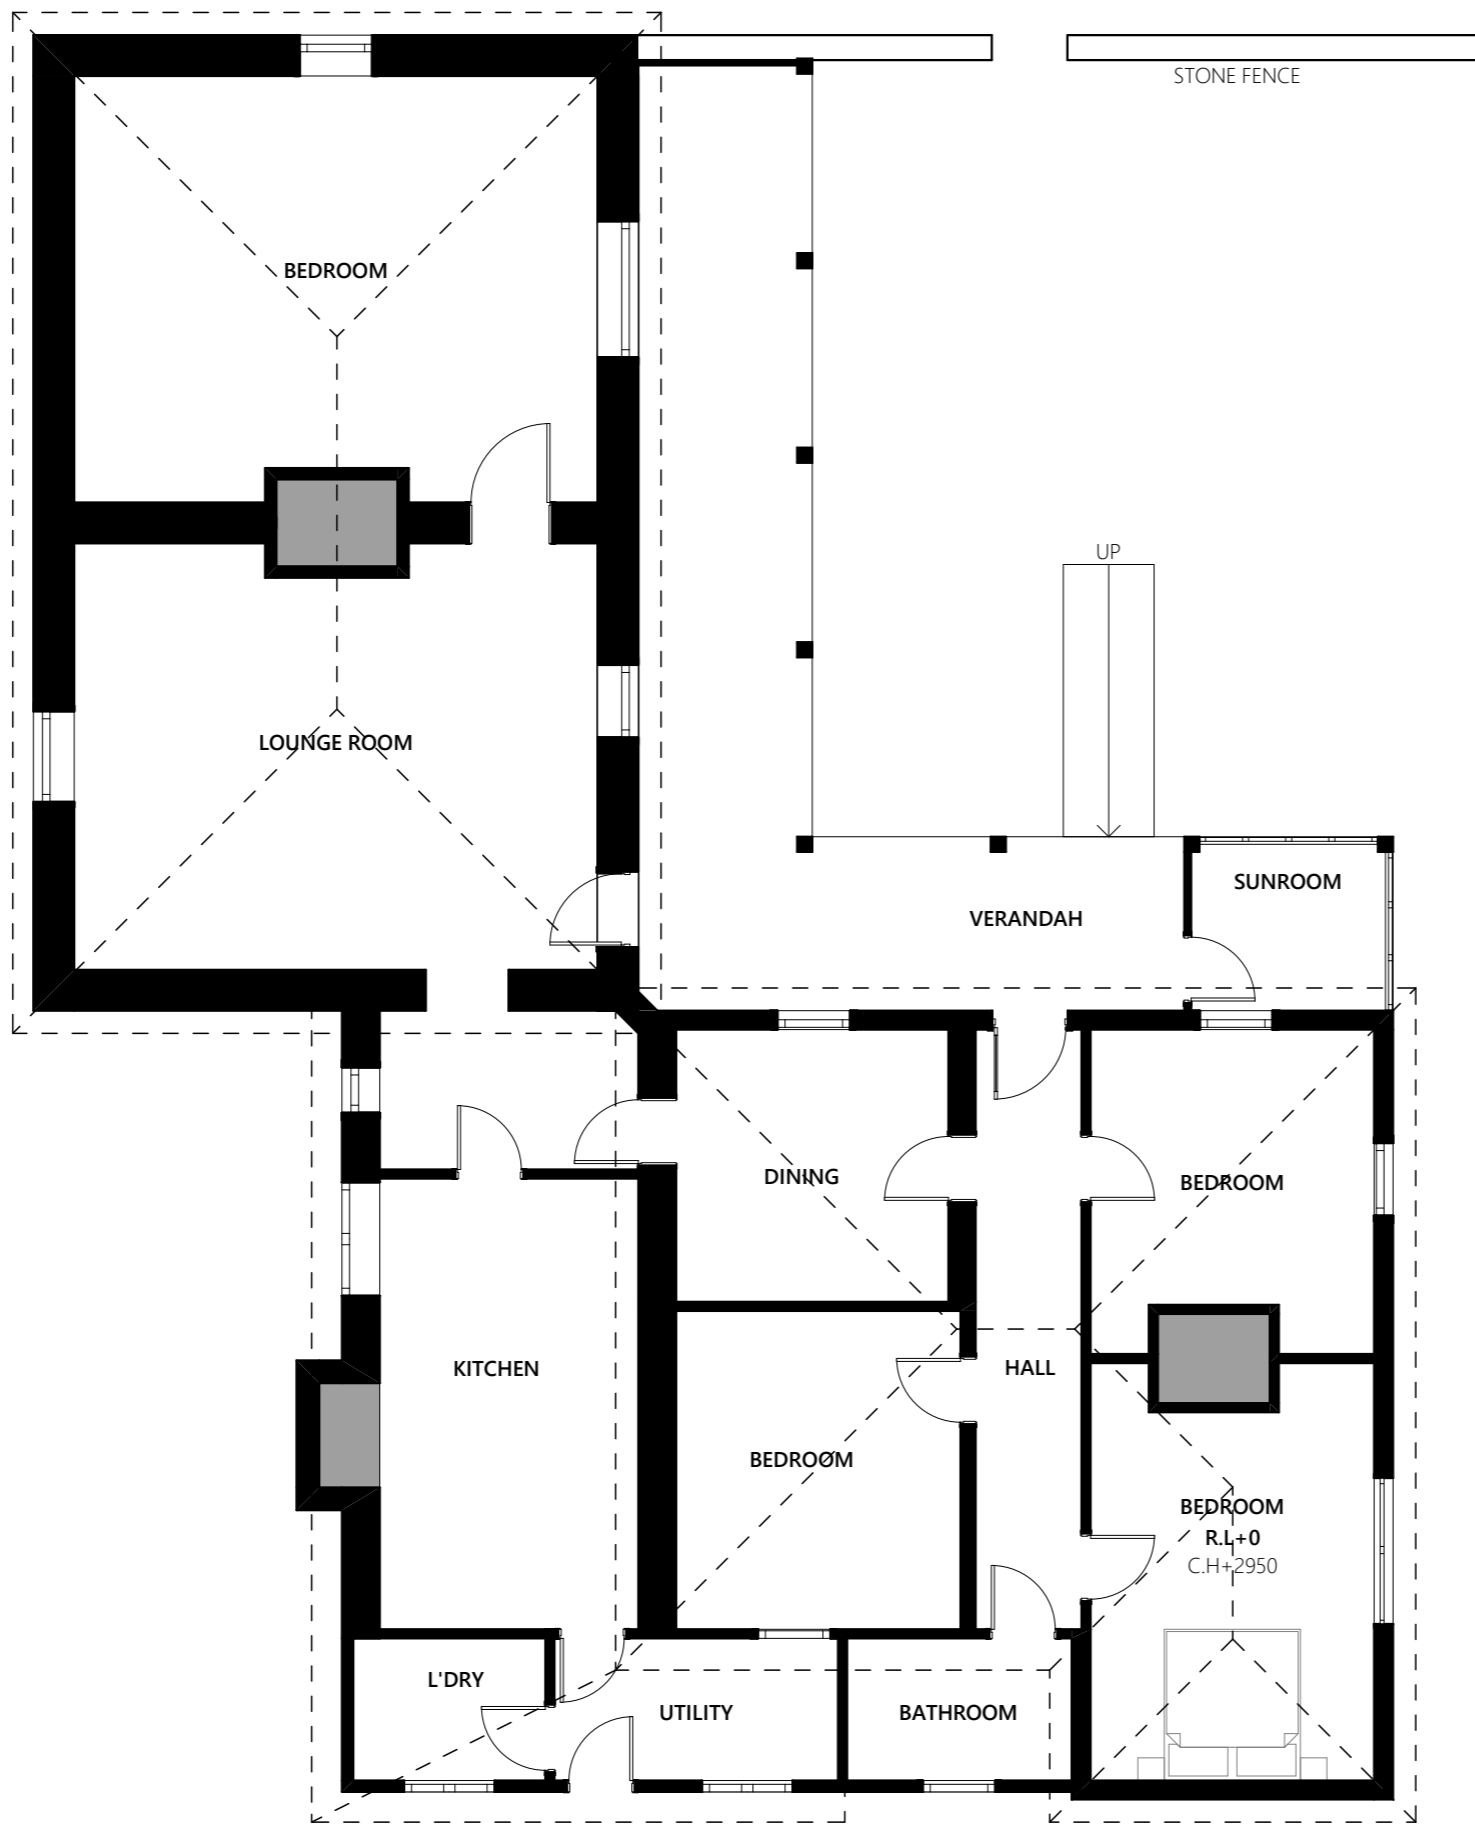 STONE FENCE
BEDROOM
UP
LOUNGE ROOM
SUNROOM
VERANDAH
DINING
BEDROOM
KITCHEN
HALL
BEDROOM
BEDROOM
R.L+0
C.H+2950
L'DRY
UTILITY
BATHROOM